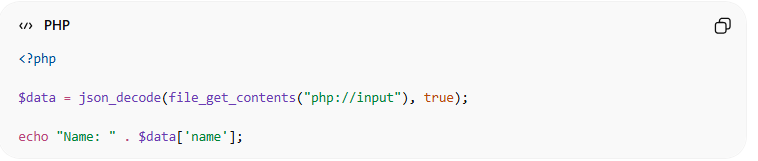 </> PHP
<?php
$data = json_decode(file_get_contents("php://input"), true);
echo "Name: " . $data['name'];